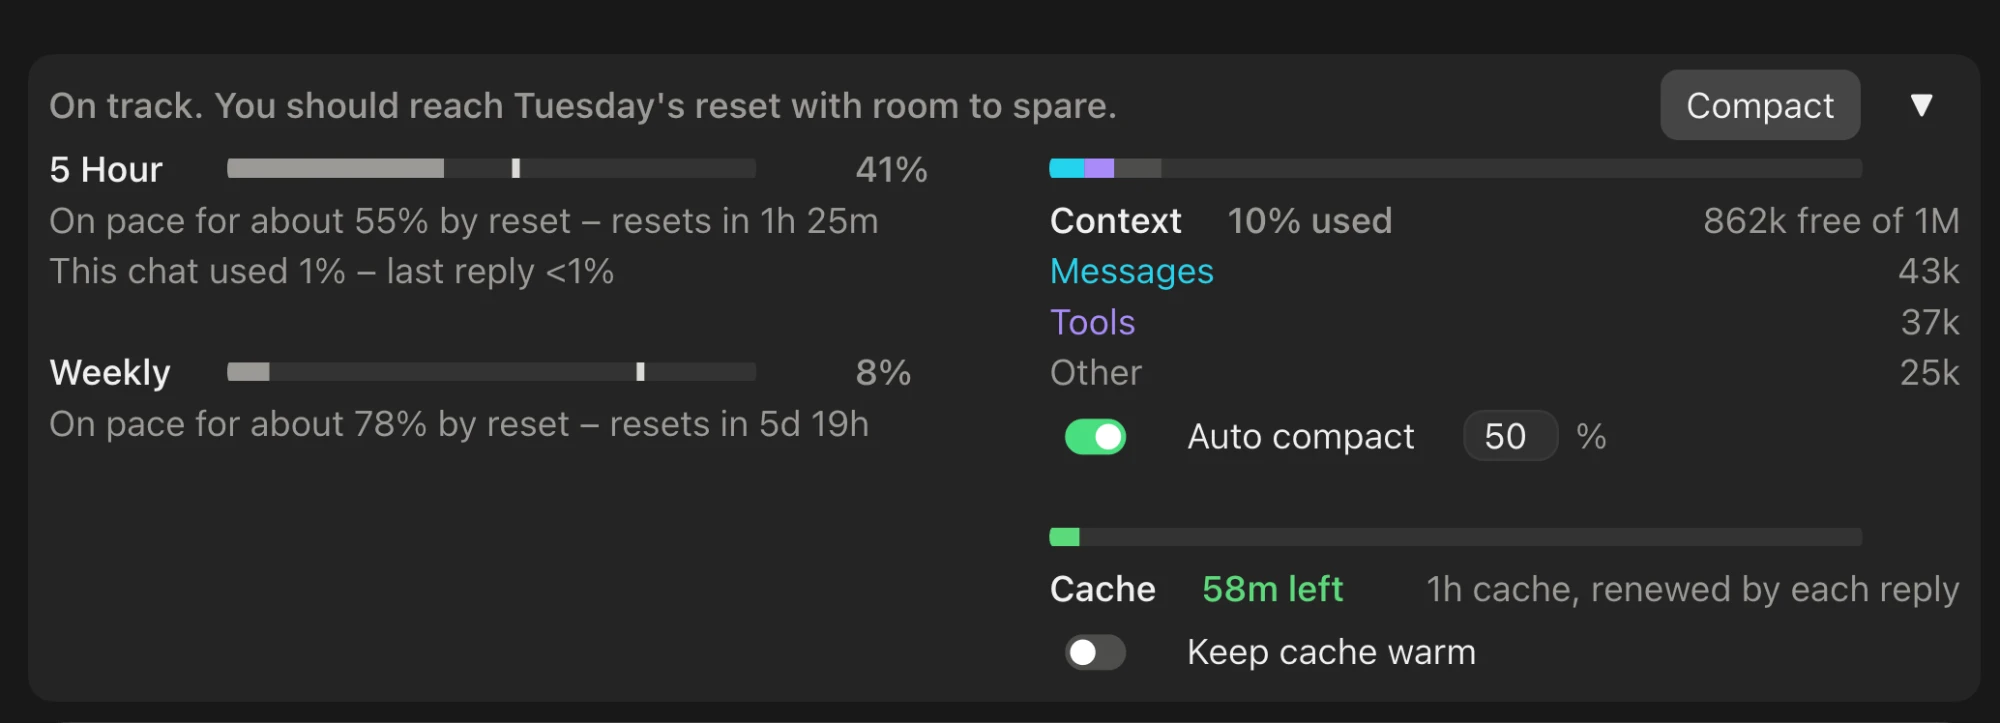 On track. You should reach Tuesday's reset with room to spare.
Compact
5 Hour 41%
On pace for about 55% by reset – resets in 1h 25m
This chat used 1% – last reply <1%
Weekly 8%
On pace for about 78% by reset – resets in 5d 19h
Context 10% used 862k free of 1M
Messages 43k
Tools 37k
Other 25k
Auto compact 50 %
Cache 58m left 1h cache, renewed by each reply
Keep cache warm